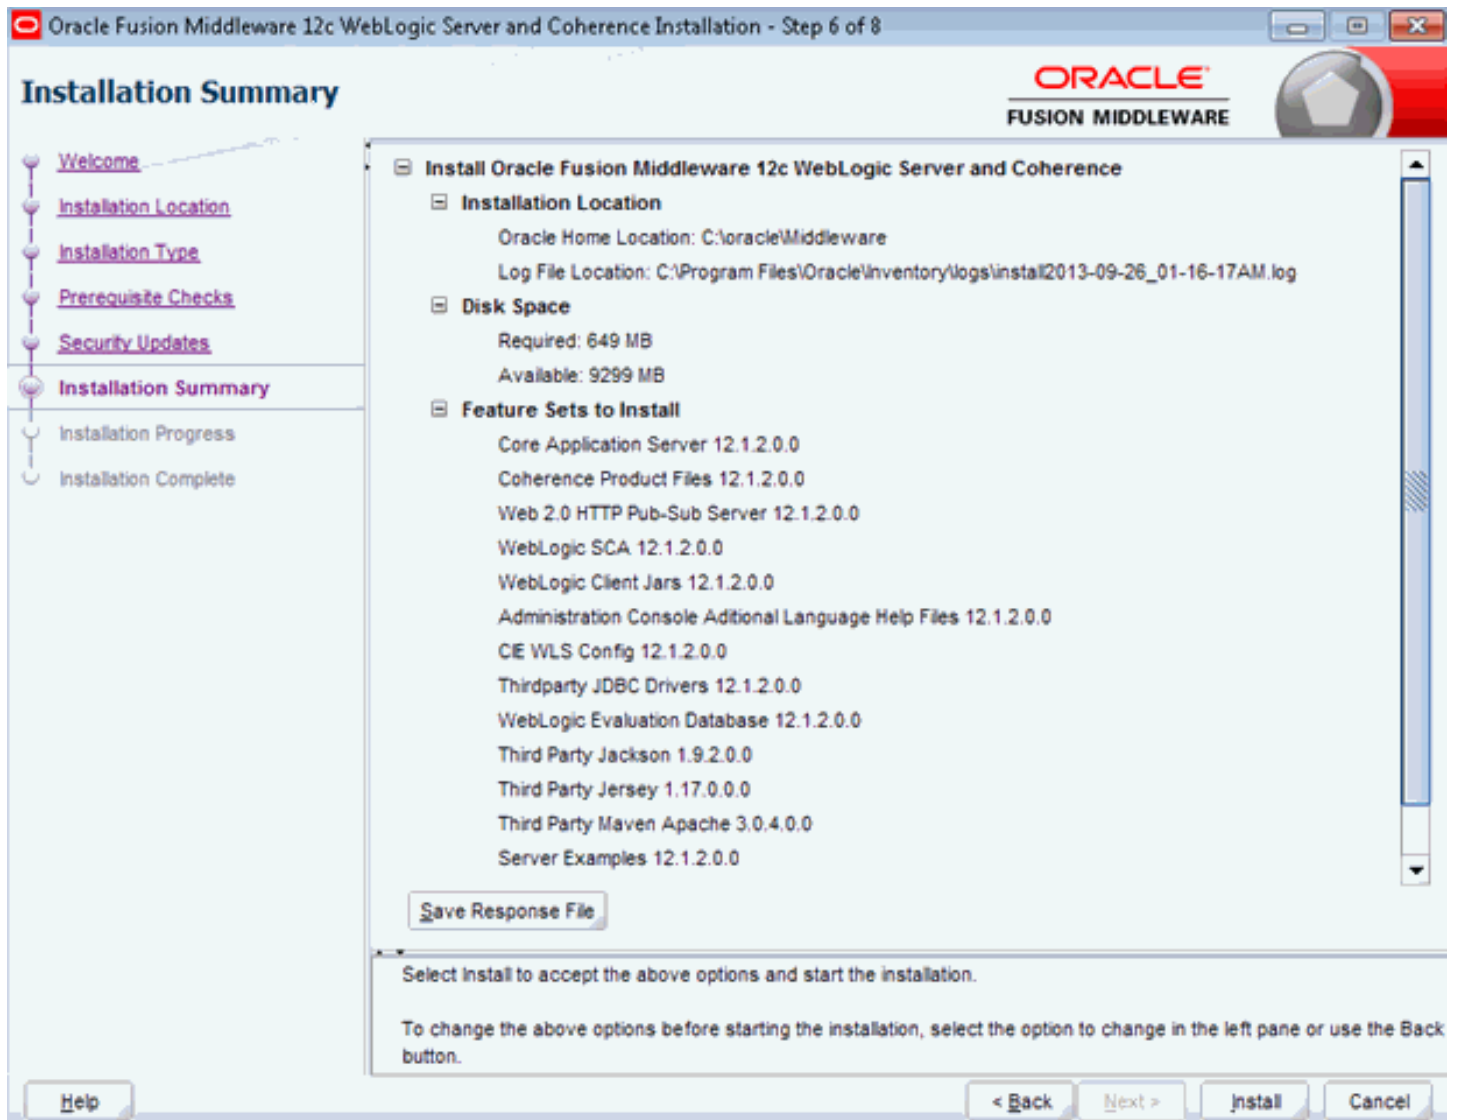 Oracle Fusion Middleware 12c WebLogic Server and Coherence Installation - Step 6 of 8
Installation Summary
ORACLE
FUSION MIDDLEWARE
Welcome
Installation Location
Installation Type
Prerequisite Checks
Security Updates
Installation Summary
Installation Progress
Installation Complete
Install Oracle Fusion Middleware 12c WebLogic Server and Coherence
Installation Location
Oracle Home Location: C:\oracle\Middleware
Log File Location: C:\Program Files\Oracle\Inventory\logs\install2013-09-26_01-16-17AM.log
Disk Space
Required: 649 MB
Available: 9299 MB
Feature Sets to Install
Core Application Server 12.1.2.0.0
Coherence Product Files 12.1.2.0.0
Web 2.0 HTTP Pub-Sub Server 12.1.2.0.0
WebLogic SCA 12.1.2.0.0
WebLogic Client Jars 12.1.2.0.0
Administration Console Aditional Language Help Files 12.1.2.0.0
CIE WLS Config 12.1.2.0.0
Thirdparty JDBC Drivers 12.1.2.0.0
WebLogic Evaluation Database 12.1.2.0.0
Third Party Jackson 1.9.2.0.0
Third Party Jersey 1.17.0.0.0
Third Party Maven Apache 3.0.4.0.0
Server Examples 12.1.2.0.0
Save Response File
Select Install to accept the above options and start the installation.
To change the above options before starting the installation, select the option to change in the left pane or use the Back
button.
Help
< Back
Next >
Install
Cancel